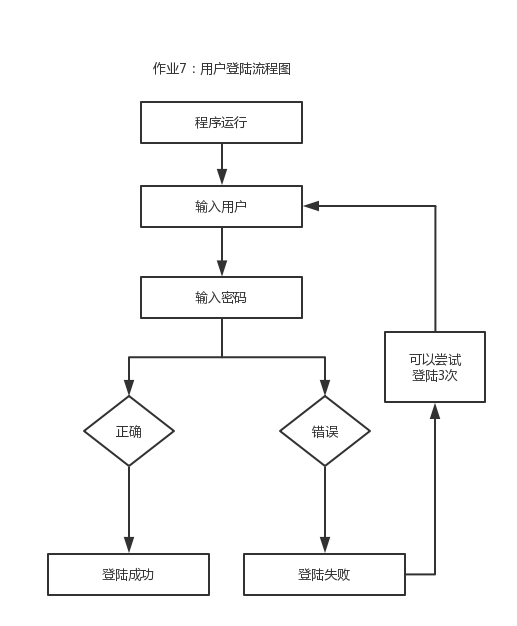 作业7：用户登陆流程图
程序运行
输入用户
输入密码
可以尝试
登陆3次
正确
错误
登陆成功
登陆失败